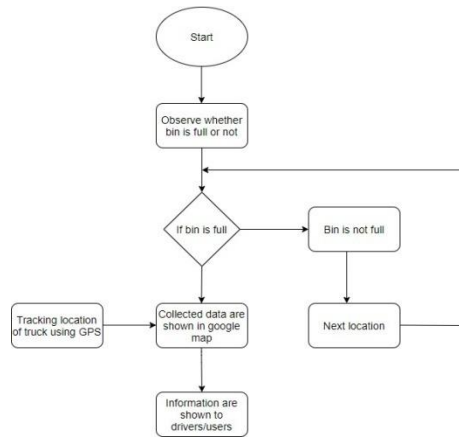 Start
Observe whether
bin is full or not
If bin is full
Bin is not full
Tracking location
of truck using GPS
Collected data are
shown in google
map
Next location
Information are
shown to
drivers/users